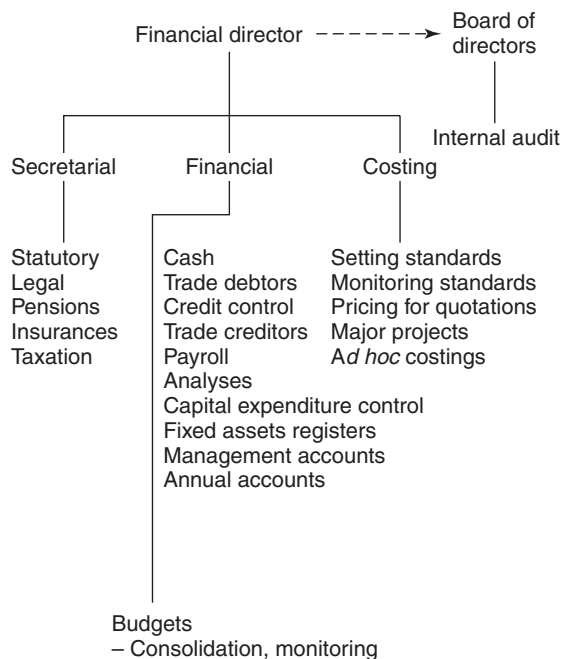 Financial director
Board of
directors
Internal audit
Secretarial
Financial
Costing
Statutory
Legal
Pensions
Insurances
Taxation
Cash
Trade debtors
Credit control
Trade creditors
Payroll
Analyses
Capital expenditure control
Fixed assets registers
Management accounts
Annual accounts
Setting standards
Monitoring standards
Pricing for quotations
Major projects
Ad hoc costings
Budgets
– Consolidation, monitoring